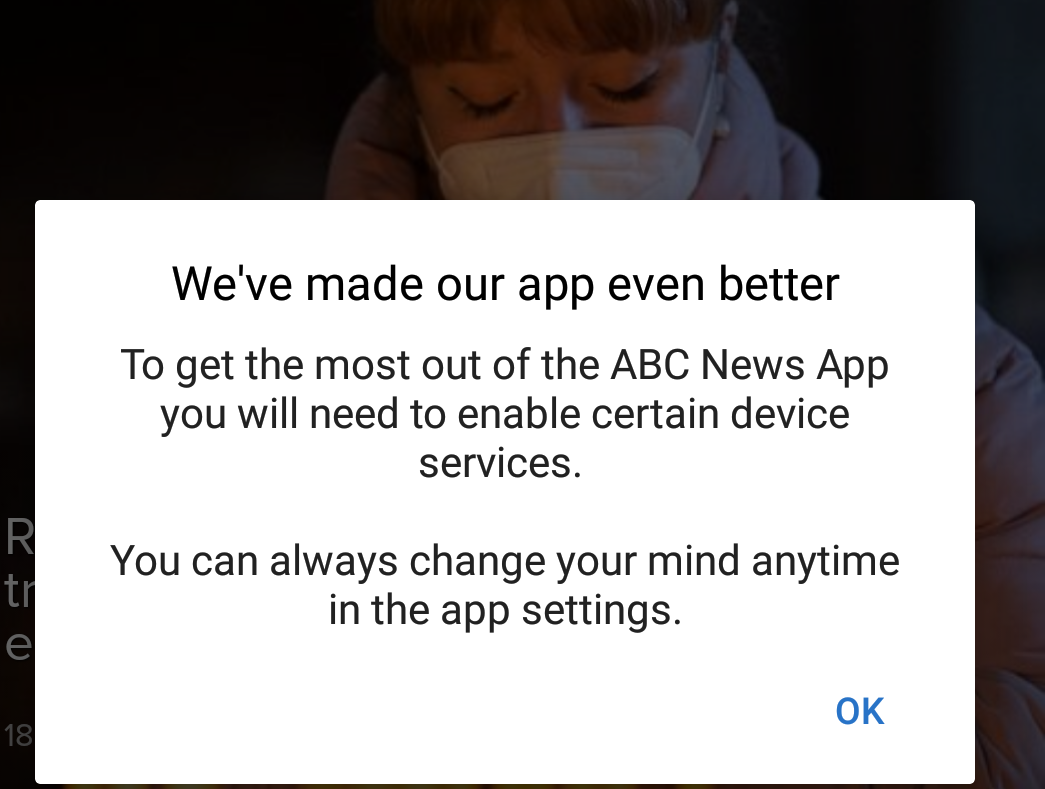 We've made our app even better
To get the most out of the ABC News App
you will need to enable certain device
services.
You can always change your mind anytime
in the app settings.
R
tr
e
18
OK